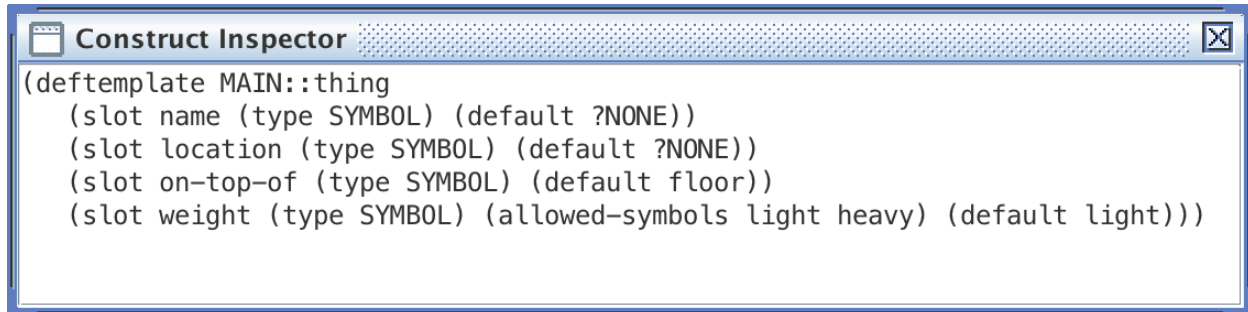 Construct Inspector
(deftemplate MAIN::thing
   (slot name (type SYMBOL) (default ?NONE))
   (slot location (type SYMBOL) (default ?NONE))
   (slot on-top-of (type SYMBOL) (default floor))
   (slot weight (type SYMBOL) (allowed-symbols light heavy) (default light)))